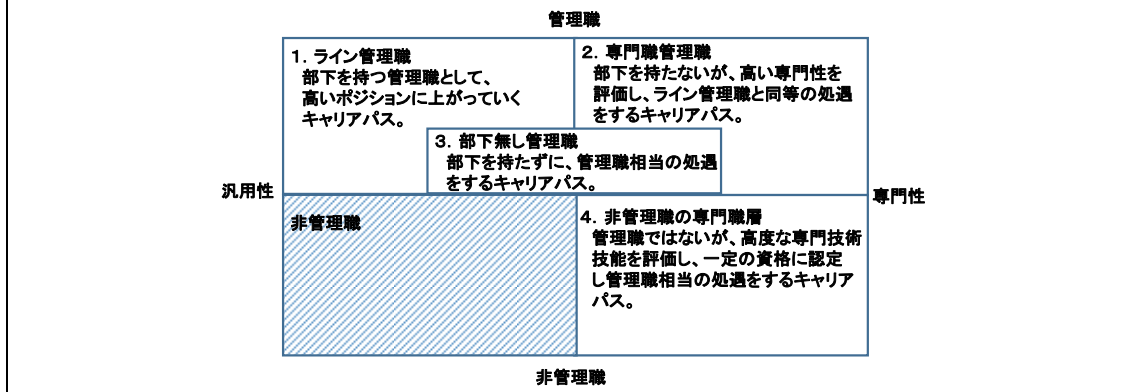 管理職
1．ライン管理職
部下を持つ管理職として、
高いポジションに上がっていく
キャリアパス。
2．専門職管理職
部下を持たないが、高い専門性を
評価し、ライン管理職と同等の処遇
をするキャリアパス。
3．部下無し管理職
部下を持たずに、管理職相当の処遇
をするキャリアパス。
汎用性
専門性
非管理職
4．非管理職の専門職層
管理職ではないが、高度な専門技術
技能を評価し、一定の資格に認定
し管理職相当の処遇をするキャリア
パス。
非管理職